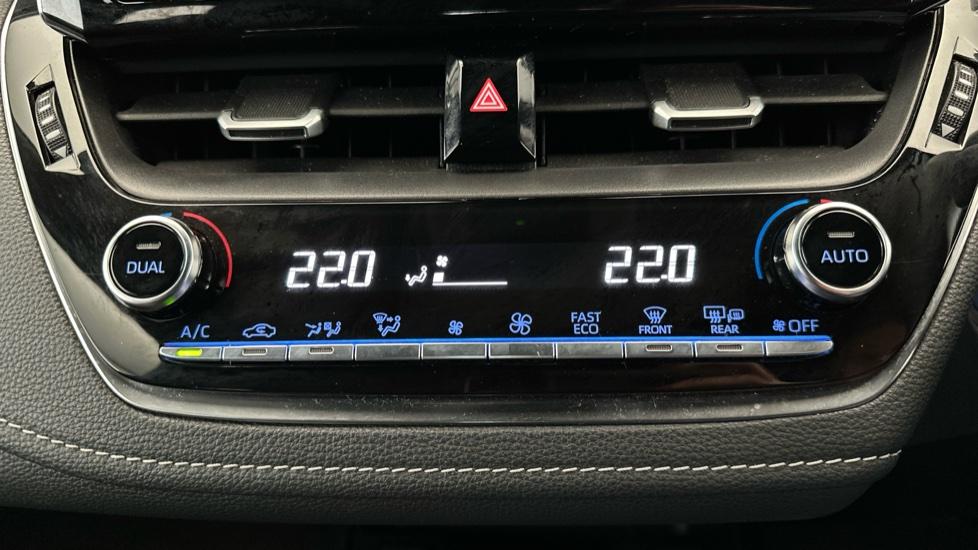 DUAL
22.0
22.0
AUTO
A/C
FAST
ECO
FRONT
REAR
OFF